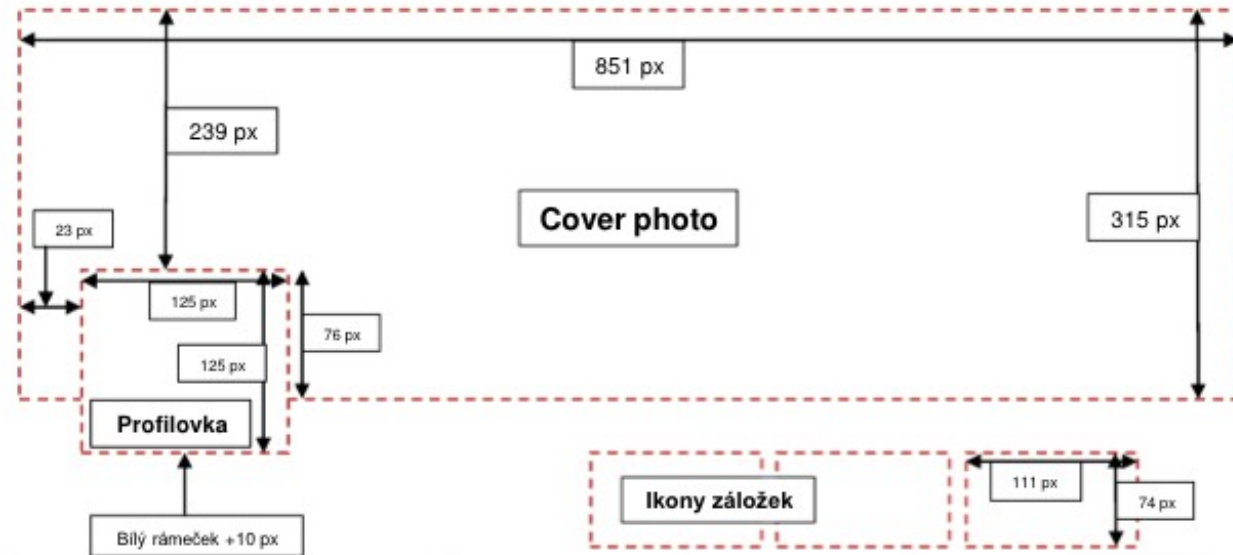 851 px
239 px
Cover photo
315 px
23 px
125 px
76 px
125 px
Profilovka
Ikony záložek
111 px
74 px
Bílý rámeček +10 px